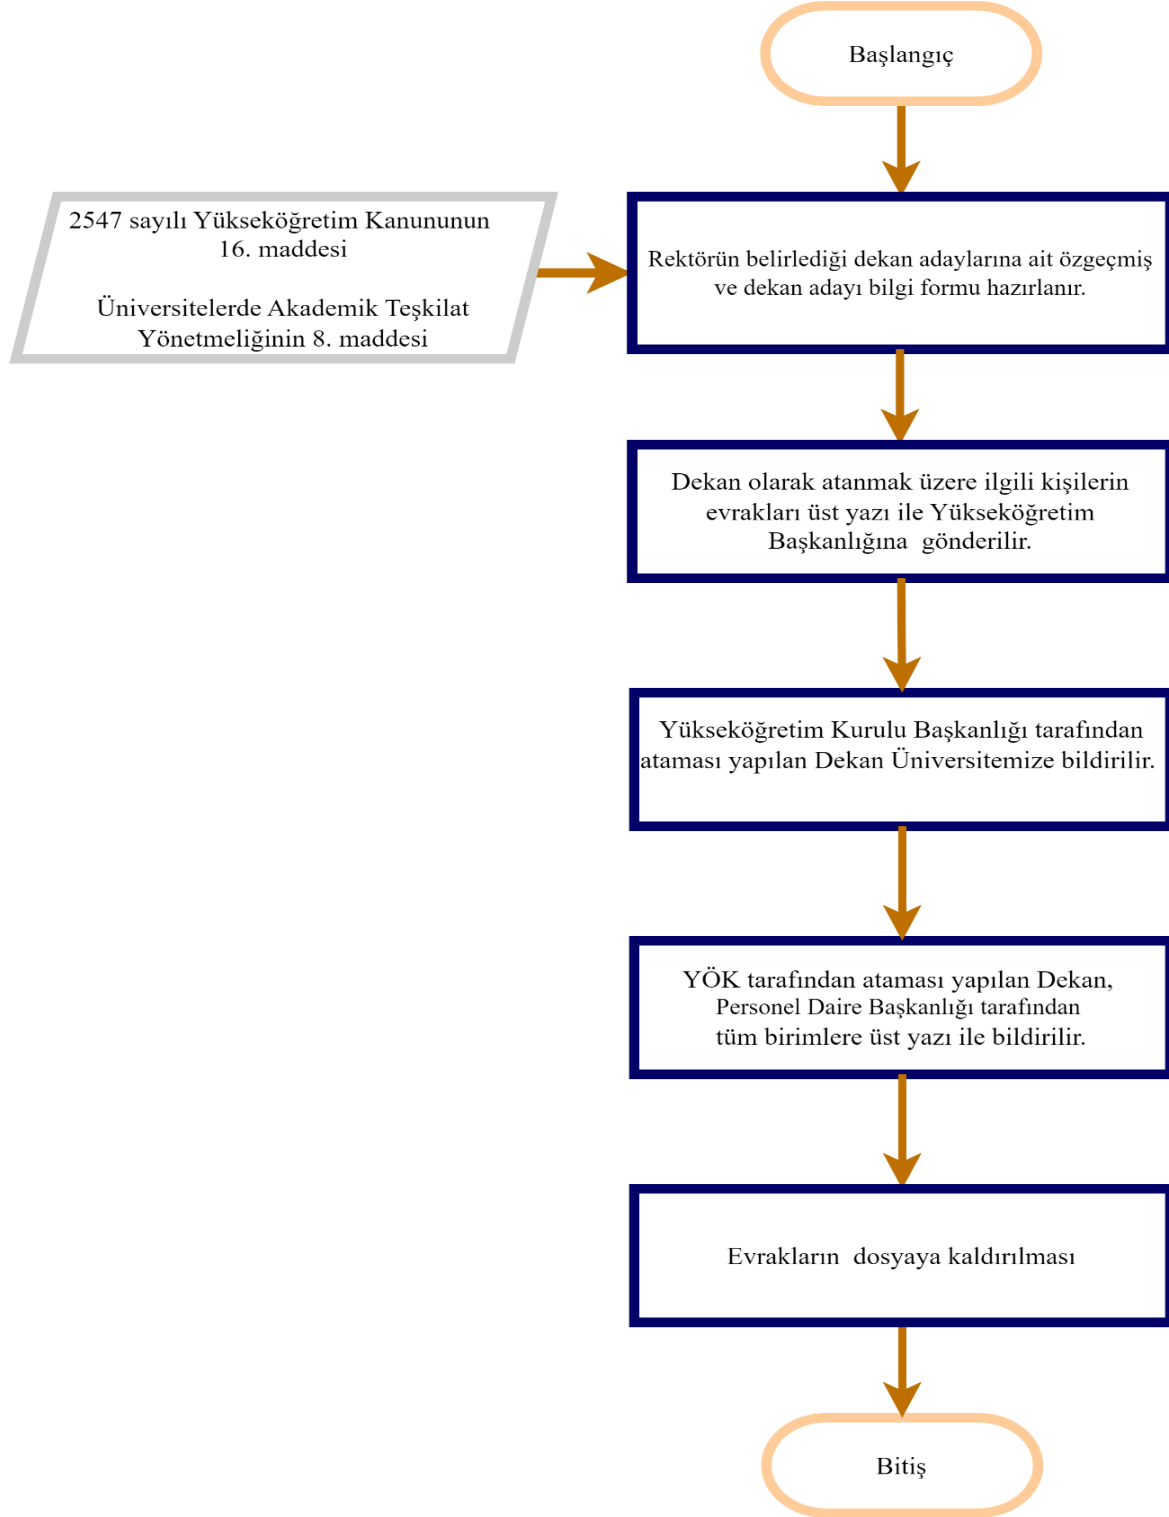 Başlangıç
2547 sayılı Yükseköğretim Kanununun
16. maddesi
Üniversitelerde Akademik Teşkilat
Yönetmeliğinin 8. maddesi
Rektörün belirlediği dekan adaylarına ait özgeçmiş
ve dekan adayı bilgi formu hazırlanır.
Dekan olarak atanmak üzere ilgili kişilerin
evrakları üst yazı ile Yükseköğretim
Başkanlığına gönderilir.
Yükseköğretim Kurulu Başkanlığı tarafından
ataması yapılan Dekan Üniversitemize bildirilir.
YÖK tarafından ataması yapılan Dekan,
Personel Daire Başkanlığı tarafından
tüm birimlere üst yazı ile bildirilir.
Evrakların dosyaya kaldırılması
Bitiş